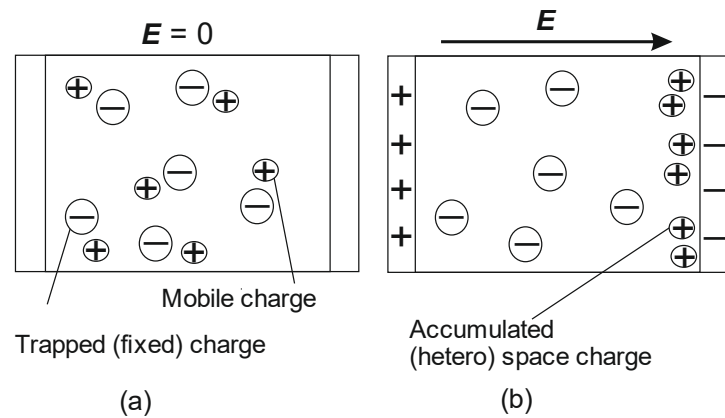 E = 0
E
Mobile charge
Trapped (fixed) charge
Accumulated
(hetero) space charge
(a)
(b)